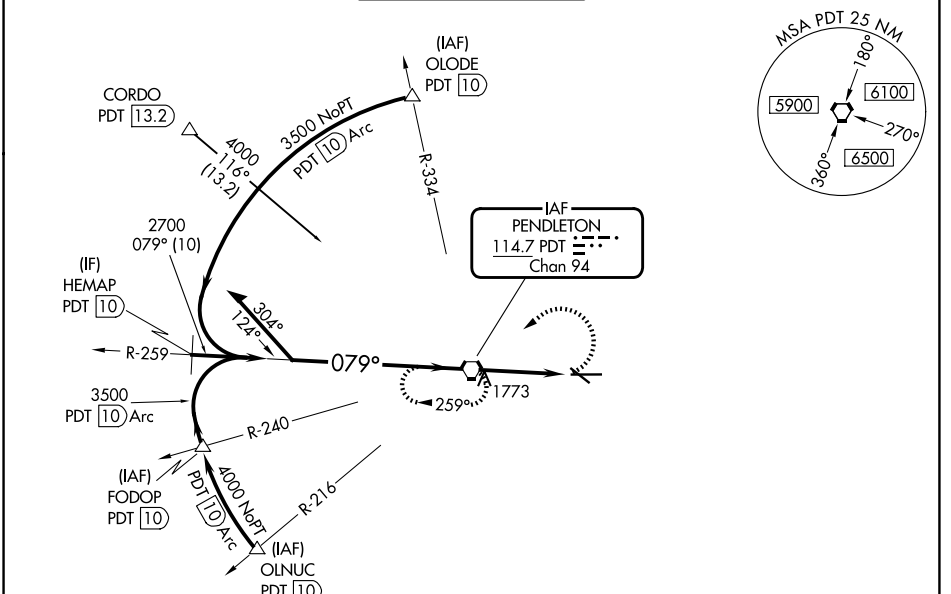 (IAF)
OLODE
PDT 10
CORDO
PDT 13.2
3500 NoPT
PDT 10 Arc
4000
116°
(13.2)
R-334
MSA PDT 25 NM
180°
5900
6100
270°
6500
360°
IAF
PENDLETON
114.7 PDT
Chan 94
2700
079° (10)
(IF)
HEMAP
PDT 10
304°
124°
R-259
079°
1773
259°
3500
PDT 10 Arc
R-240
(IAF)
FODOP
PDT 10
4000 NoPT
PDT 10 Arc
R-216
(IAF)
OLNUC
PDT 10